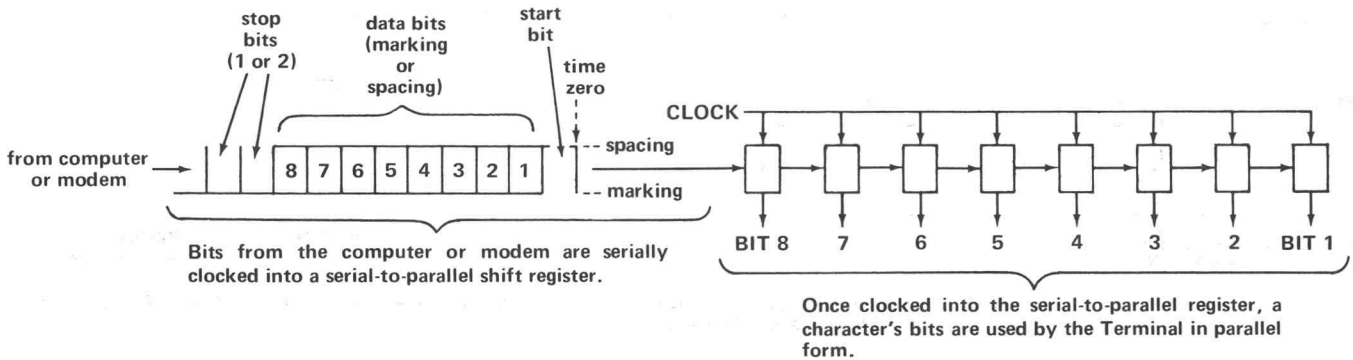 stop
bits
(1 or 2)
data bits
(marking
or
spacing)
start
bit
time
zero
from computer
or modem
8 7 6 5 4 3 2 1
spacing
marking
CLOCK
BIT 8 7 6 5 4 3 2 BIT 1
Bits from the computer or modem are serially
clocked into a serial-to-parallel shift register.
Once clocked into the serial-to-parallel register, a
character's bits are used by the Terminal in parallel
form.